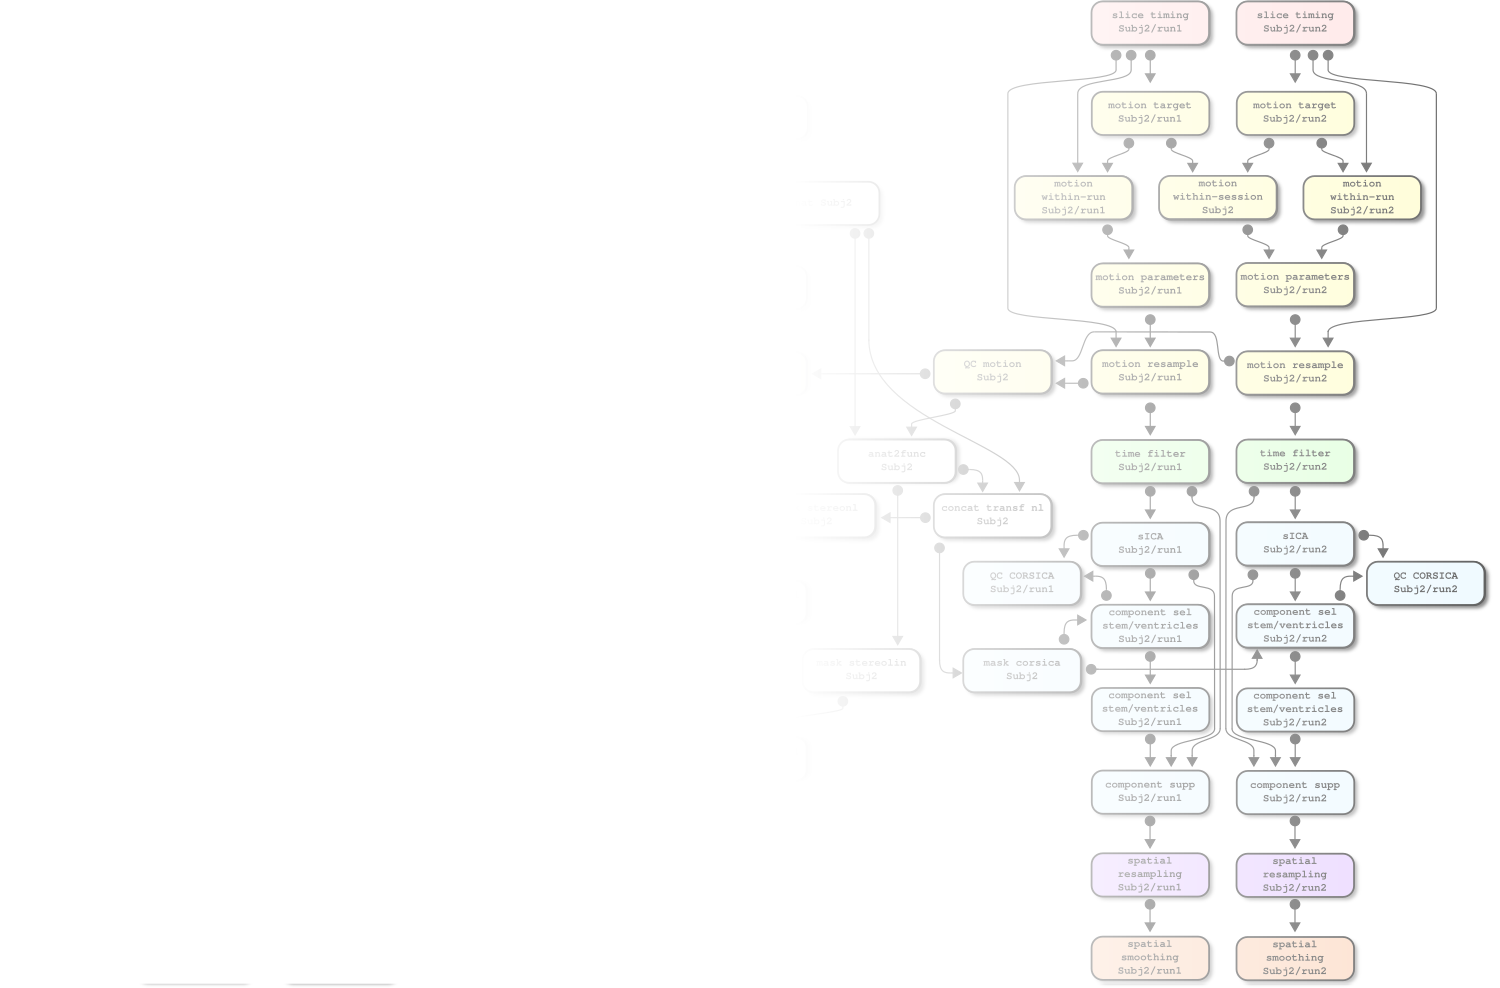 slice timing
Subj2/run1
slice timing
Subj2/run2
motion target
Subj2/run1
motion target
Subj2/run2
motion
within-run
Subj2/run1
motion
within-session
Subj2
motion
within-run
Subj2/run2
motion parameters
Subj2/run1
motion parameters
Subj2/run2
QC motion
Subj2
motion resample
Subj2/run1
motion resample
Subj2/run2
anat2func
Subj2
time filter
Subj2/run1
time filter
Subj2/run2
concat transf nl
Subj2
sICA
Subj2/run1
sICA
Subj2/run2
QC CORSICA
Subj2/run1
QC CORSICA
Subj2/run2
component sel
stem/ventricles
Subj2/run1
component sel
stem/ventricles
Subj2/run2
mask stereolin
Subj2
mask corsica
Subj2
component sel
stem/ventricles
Subj2/run1
component sel
stem/ventricles
Subj2/run2
component supp
Subj2/run1
component supp
Subj2/run2
spatial
resampling
Subj2/run1
spatial
resampling
Subj2/run2
spatial
smoothing
Subj2/run1
spatial
smoothing
Subj2/run2